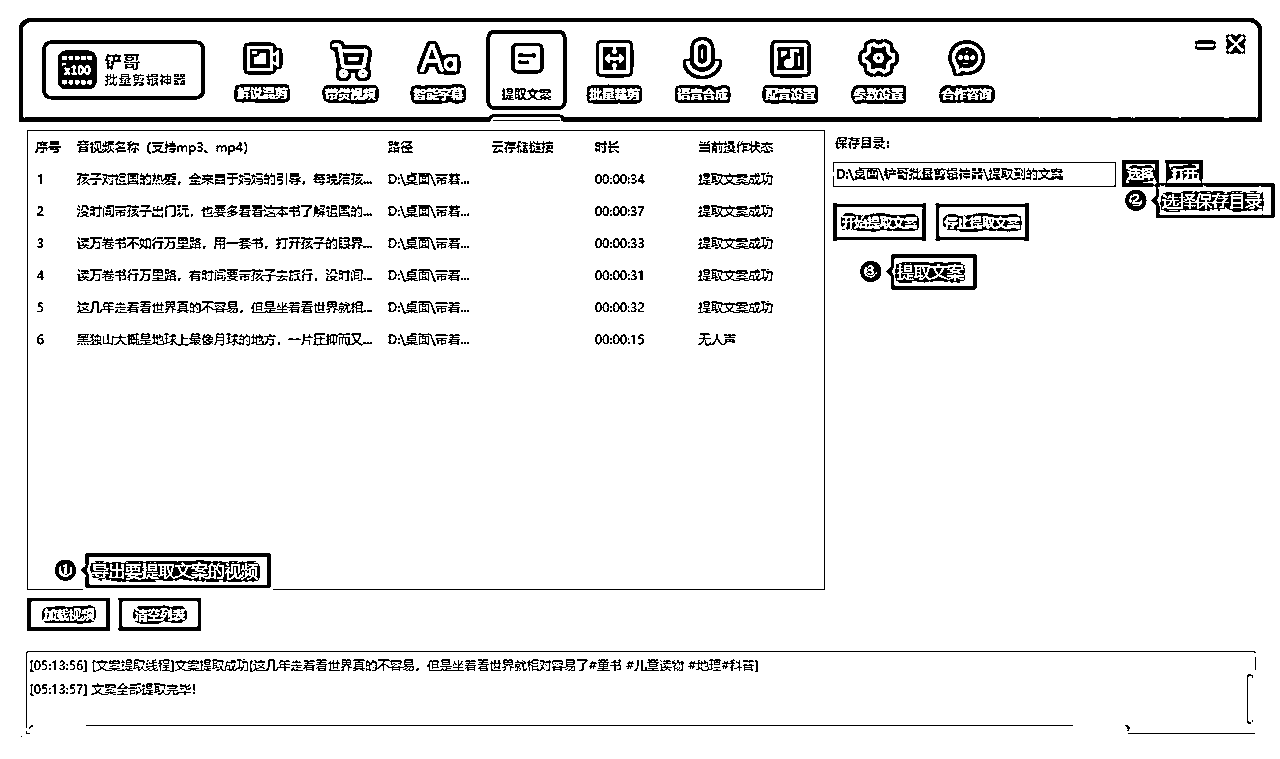 x100
铲哥
批量剪辑神器
解说混剪
带货视频
智能字幕
提取文案
批量裁剪
语音合成
配音设置
参数设置
合作咨询
序号 音视频名称（支持mp3、mp4） 路径 云存储链接 时长 当前操作状态
1 孩子对祖国的热爱，全来自于妈妈的引导，每晚陪孩... D:\桌面\带着... 00:00:34 提取文案成功
2 没时间带孩子出门玩，也要多看看这本书了解祖国的... D:\桌面\带着... 00:00:37 提取文案成功
3 读万卷书不如行万里路，用一套书，打开孩子的眼界... D:\桌面\带着... 00:00:33 提取文案成功
4 读万卷书行万里路，有时间要带孩子去旅行，没时间... D:\桌面\带着... 00:00:31 提取文案成功
5 这几年走着看世界真的不容易，但是坐着看世界就相... D:\桌面\带着... 00:00:32 提取文案成功
6 黑独山大概是地球上最像月球的地方，一片压抑而又... D:\桌面\带着... 00:00:15 无人声
保存目录：
D:\桌面\铲哥批量剪辑神器\提取到的文案 选择 打开
② 选择保存目录
开始提取文案 停止提取文案
③ 提取文案
① 导出要提取文案的视频
加载视频 清空列表
[05:13:56] [文案提取线程]文案提取成功[这几年走着看世界真的不容易，但是坐着看世界就相对容易了#童书 #儿童读物 #地理#科普]
[05:13:57] 文案全部提取完毕!